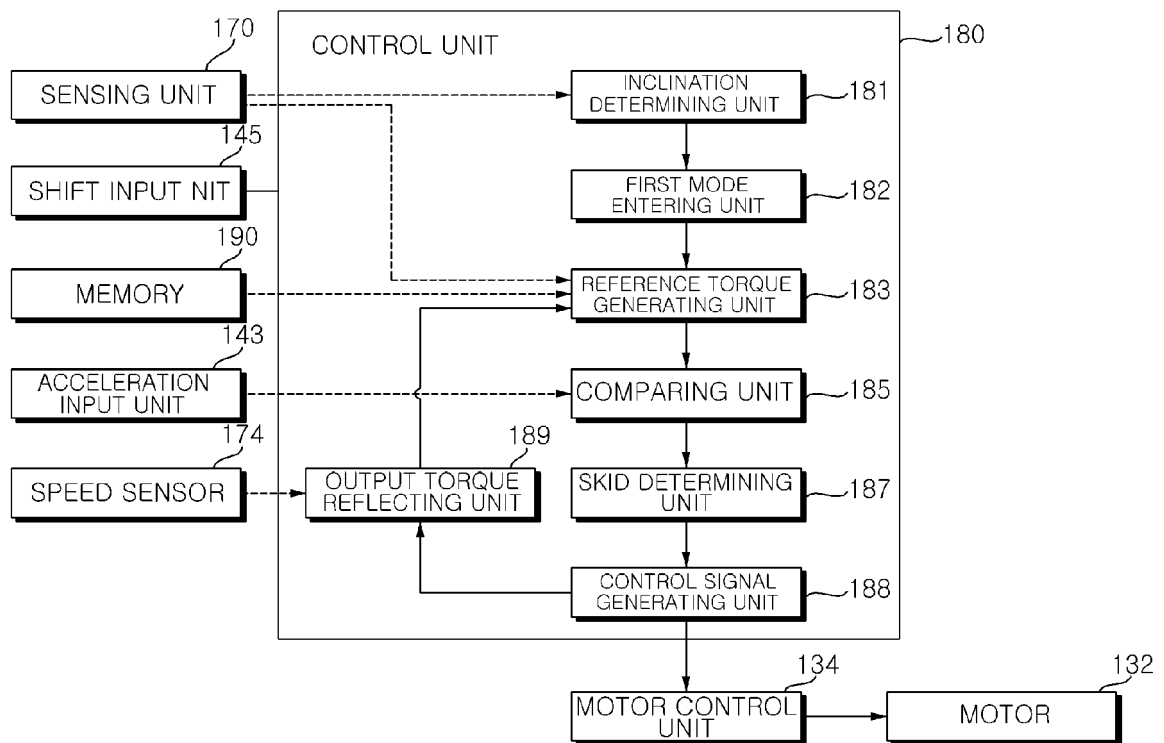 CONTROL UNIT
180
170
SENSING UNIT
145
SHIFT INPUT NIT
190
MEMORY
143
ACCELERATION
INPUT UNIT
174
SPEED SENSOR
INCLINATION
DETERMINING UNIT
181
FIRST MODE
ENTERING UNIT
182
REFERENCE TORQUE
GENERATING UNIT
183
COMPARING UNIT
185
189
OUTPUT TORQUE
REFLECTING UNIT
SKID DETERMINING
UNIT
187
CONTROL SIGNAL
GENERATING UNIT
188
134
MOTOR CONTROL
UNIT
132
MOTOR